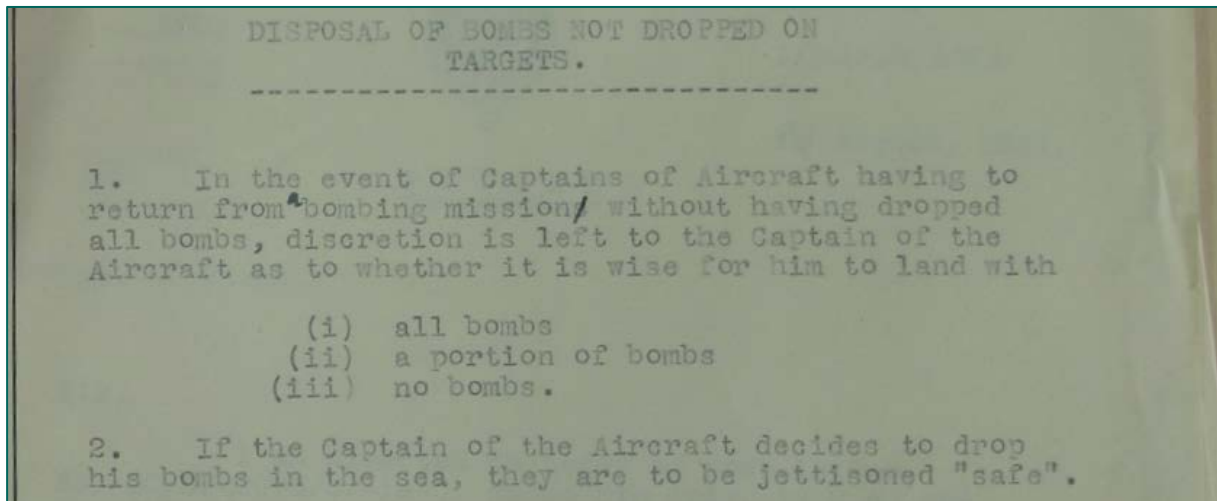 DISPOSAL OF BOMBS NOT DROPPED ON
TARGETS.
--------------------------------
1. In the event of Captains of Aircraft having to
return from a bombing mission/ without having dropped
all bombs, discretion is left to the Captain of the
Aircraft as to whether it is wise for him to land with
(i) all bombs
(ii) a portion of bombs
(iii) no bombs.
2. If the Captain of the Aircraft decides to drop
his bombs in the sea, they are to be jettisoned "safe".